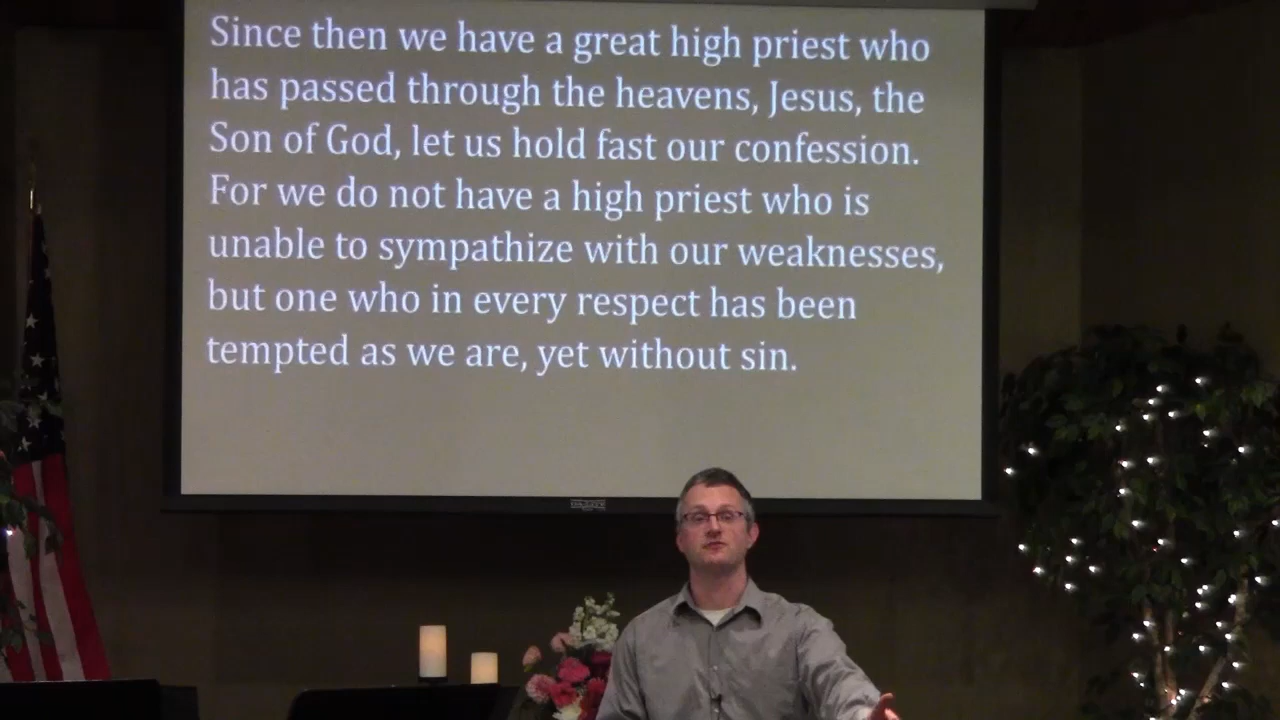 Since then we have a great high priest who
has passed through the heavens, Jesus, the
Son of God, let us hold fast our confession.
For we do not have a high priest who is
unable to sympathize with our weaknesses,
but one who in every respect has been
tempted as we are, yet without sin.